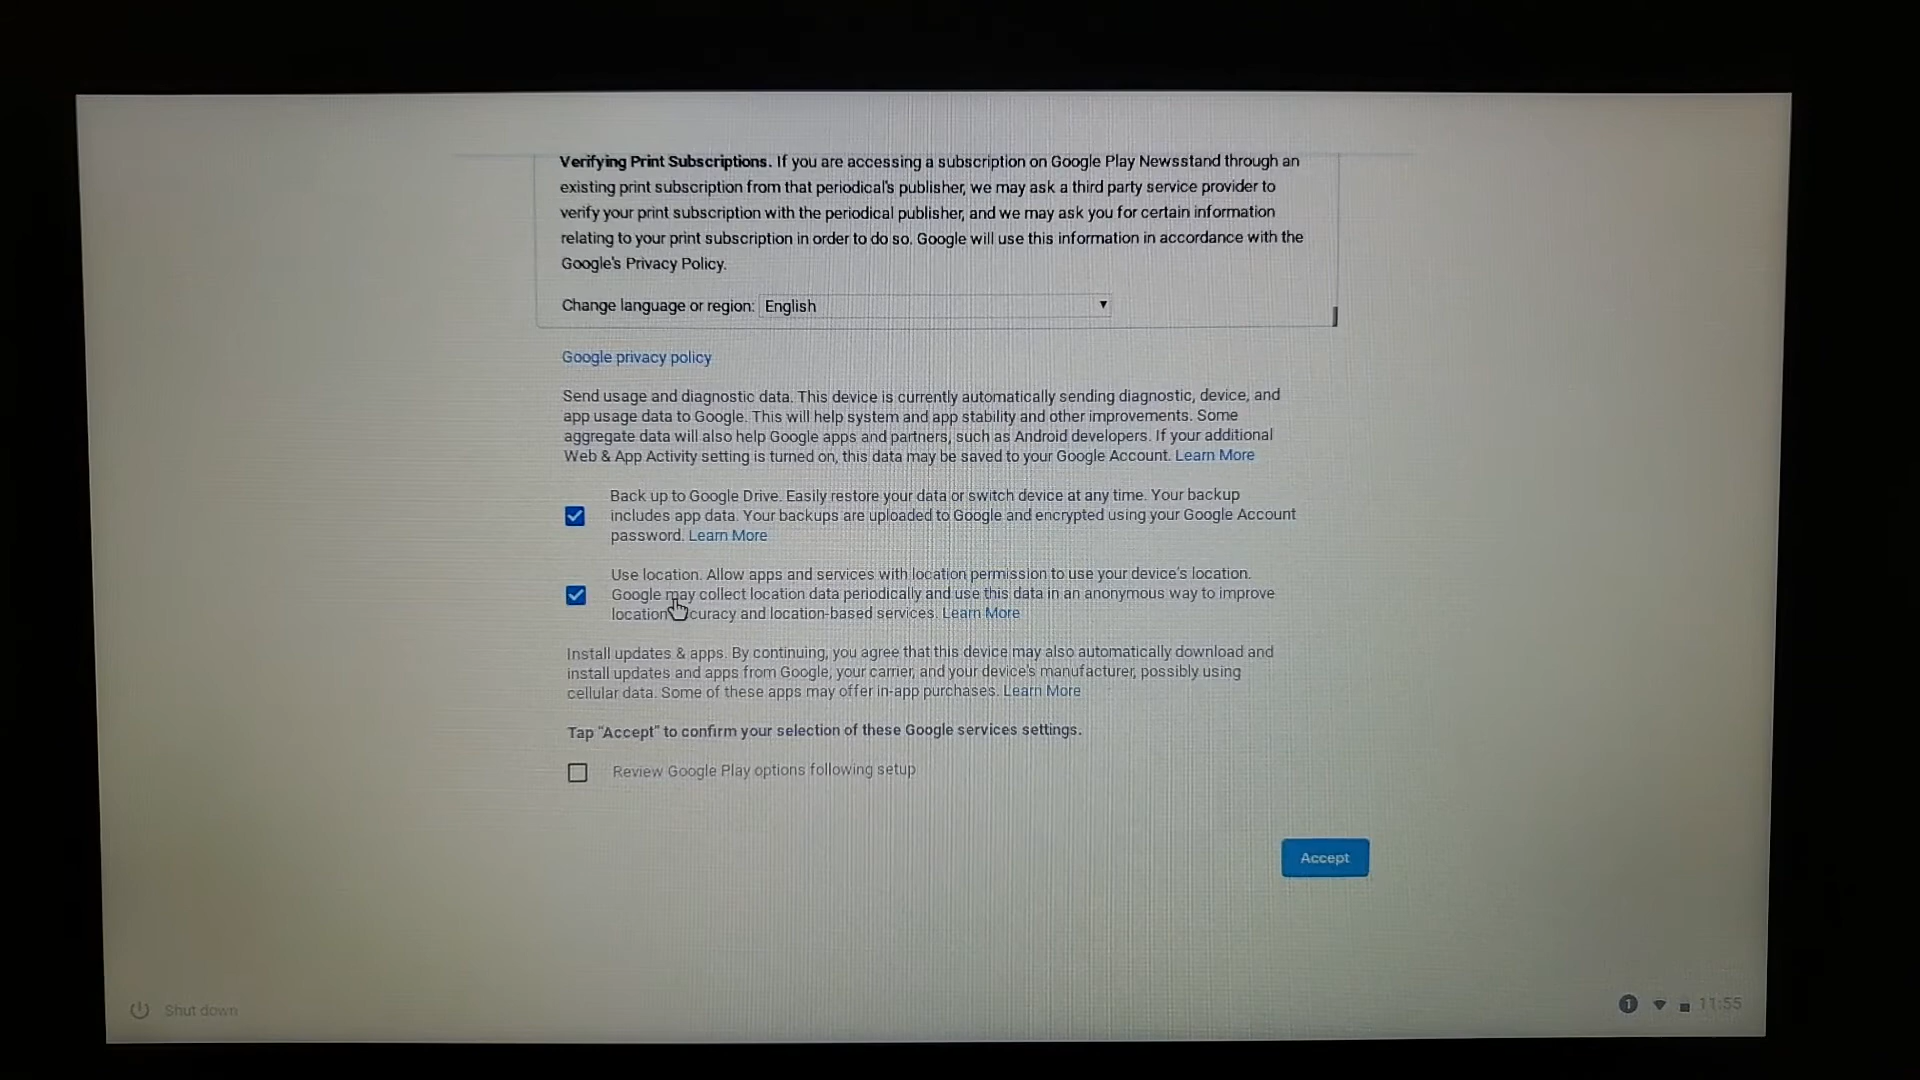 Verifying Print Subscriptions. If you are accessing a subscription on Google Play Newsstand through an
existing print subscription from that periodical's publisher, we may ask a third party service provider to
verify your print subscription with the periodical publisher, and we may ask you for certain information
relating to your print subscription in order to do so. Google will use this information in accordance with the
Google's Privacy Policy.
Change language or region: English
Google privacy policy
Send usage and diagnostic data. This device is currently automatically sending diagnostic, device, and
app usage data to Google. This will help system and app stability and other improvements. Some
aggregate data will also help Google apps and partners, such as Android developers. If your additional
Web & App Activity setting is turned on, this data may be saved to your Google Account. Learn More
Back up to Google Drive. Easily restore your data or switch device at any time. Your backup
includes app data. Your backups are uploaded to Google and encrypted using your Google Account
password. Learn More
Use location. Allow apps and services with location permission to use your device's location.
Google may collect location data periodically and use this data in an anonymous way to improve
location accuracy and location-based services. Learn More
Install updates & apps. By continuing, you agree that this device may also automatically download and
install updates and apps from Google, your carrier, and your device's manufacturer, possibly using
cellular data. Some of these apps may offer in-app purchases. Learn More
Tap "Accept" to confirm your selection of these Google services settings.
Review Google Play options following setup
Accept
Shut down
1 11:55